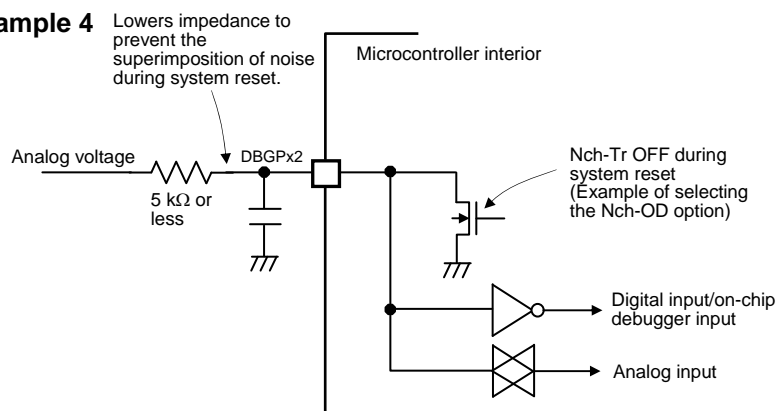 ample 4
Lowers impedance to
prevent the
superimposition of noise
during system reset.
Microcontroller interior
Analog voltage
DBGPx2
5 kΩ or
less
Nch-Tr OFF during
system reset
(Example of selecting
the Nch-OD option)
Digital input/on-chip
debugger input
Analog input